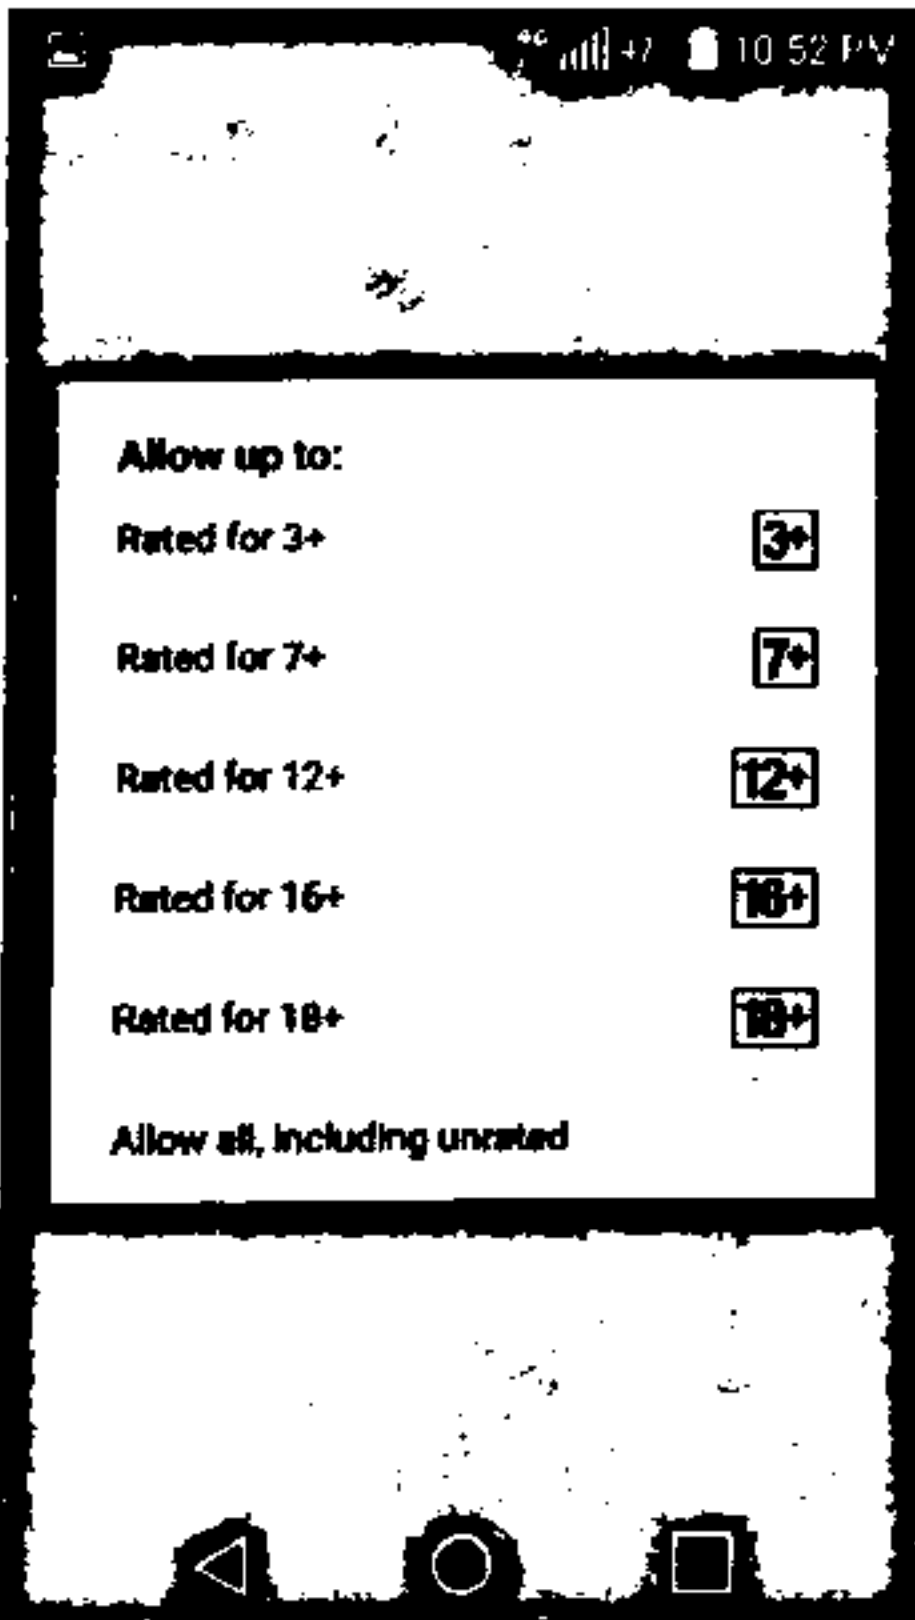 4G 10 52 PM
Allow up to:
Rated for 3+ 3+
Rated for 7+ 7+
Rated for 12+ 12+
Rated for 16+ 16+
Rated for 18+ 18+
Allow all, including unrated